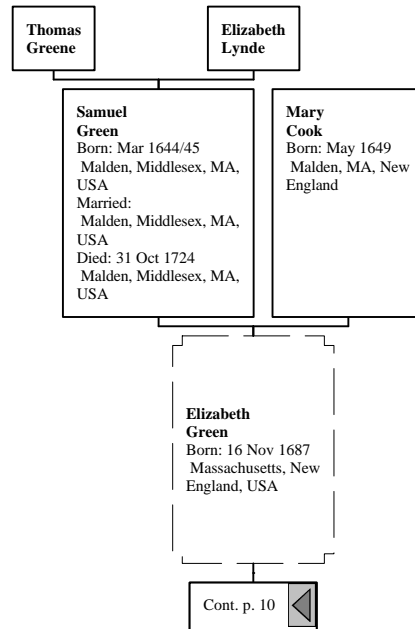 Thomas
Greene
Elizabeth
Lynde
Samuel
Green
Born: Mar 1644/45
Malden, Middlesex, MA,
USA
Married:
Malden, Middlesex, MA,
USA
Died: 31 Oct 1724
Malden, Middlesex, MA,
USA
Mary
Cook
Born: May 1649
Malden, MA, New
England
Elizabeth
Green
Born: 16 Nov 1687
Massachusetts, New
England, USA
Cont. p. 10